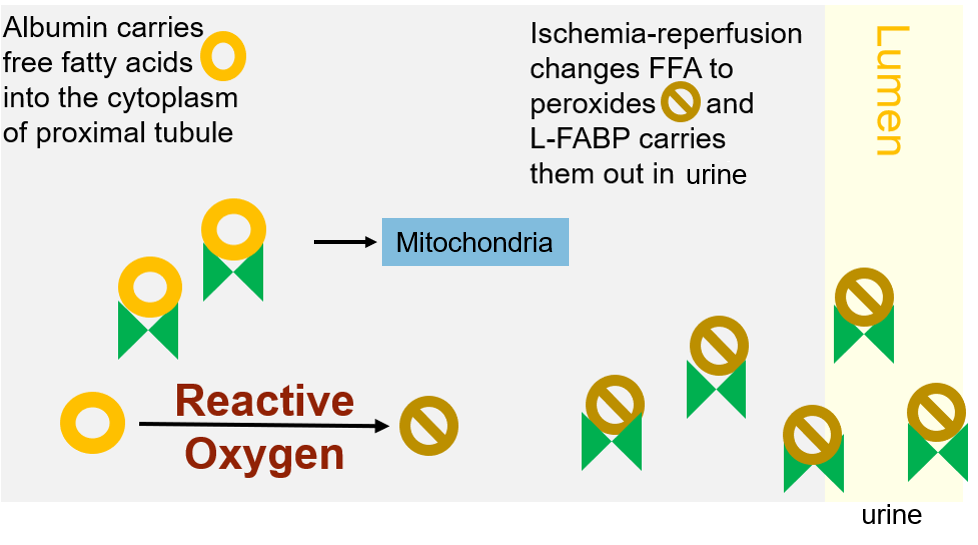 Albumin carries
free fatty acids
into the cytoplasm
of proximal tubule
Ischemia-reperfusion
changes FFA to
peroxides and
L-FABP carries
them out in urine
Lumen
Mitochondria
Reactive
Oxygen
urine